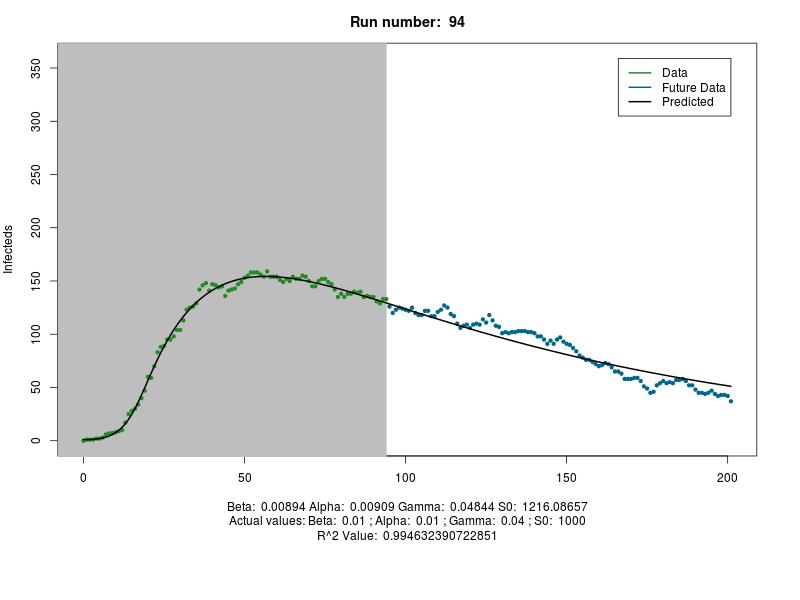 Run number:  94
Infecteds
350
300
250
200
150
100
50
0
Data
Future Data
Predicted
0 50 100 150 200
Beta:  0.00894 Alpha:  0.00909 Gamma:  0.04844 S0:  1216.08657
Actual values: Beta:  0.01 ; Alpha:  0.01 ; Gamma:  0.04 ; S0:  1000
R^2 Value:  0.994632390722851